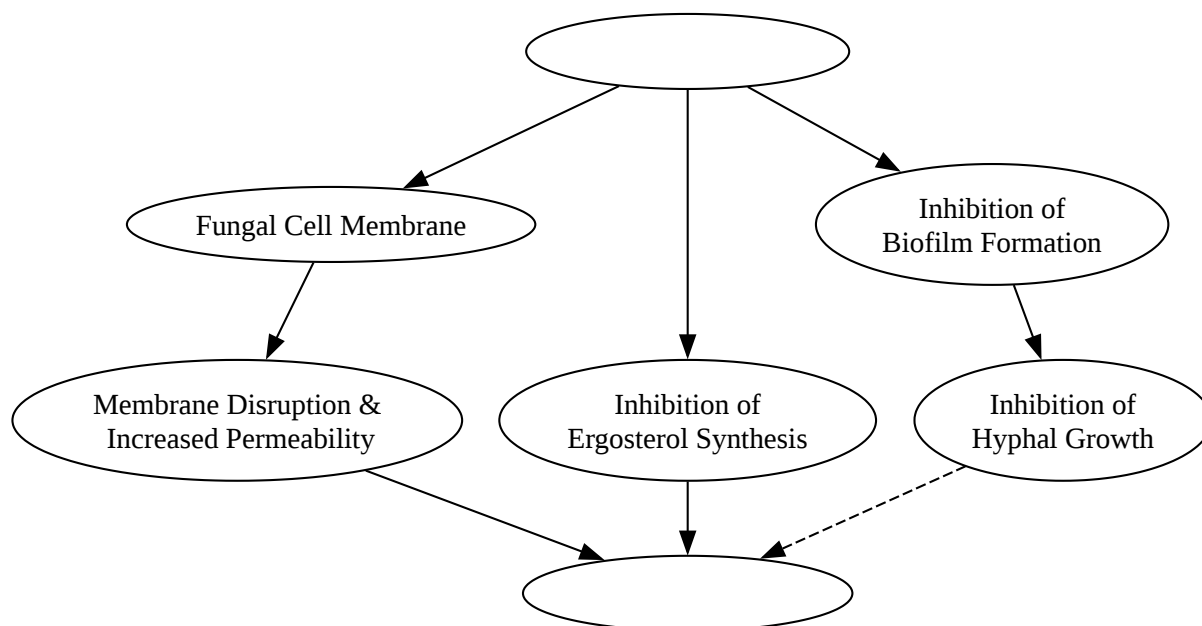 Fungal Cell Membrane
Inhibition of
Biofilm Formation
Membrane Disruption &
Increased Permeability
Inhibition of
Ergosterol Synthesis
Inhibition of
Hyphal Growth